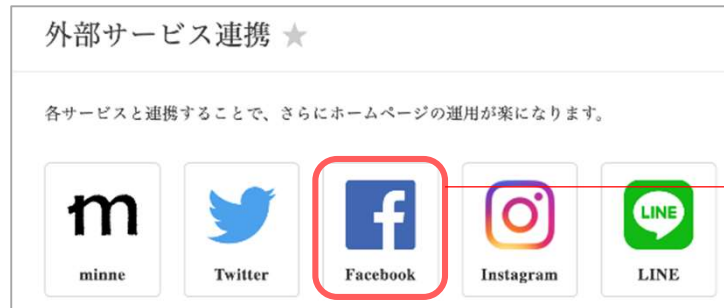 外部サービス連携 ★
各サービスと連携することで、さらにホームページの運用が楽になります。
m
f
LINE
minne
Twitter
Facebook
Instagram
LINE